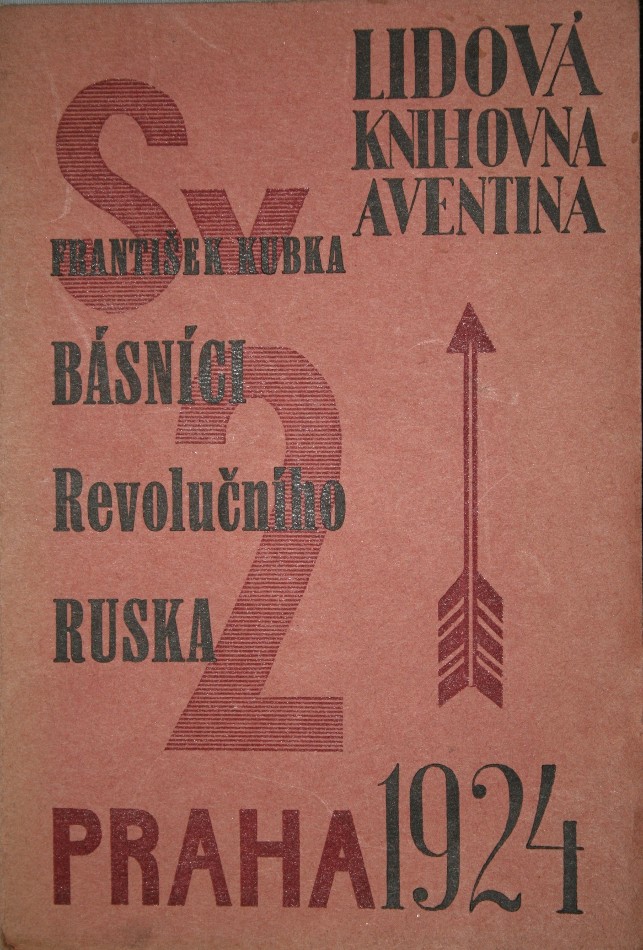 LIDOVÁ
KNIHOVNA
AVENTINA
Sv
FRANTIŠEK KUBKA
BÁSNÍCI
2
Revolučního
RUSKA
PRAHA 1924